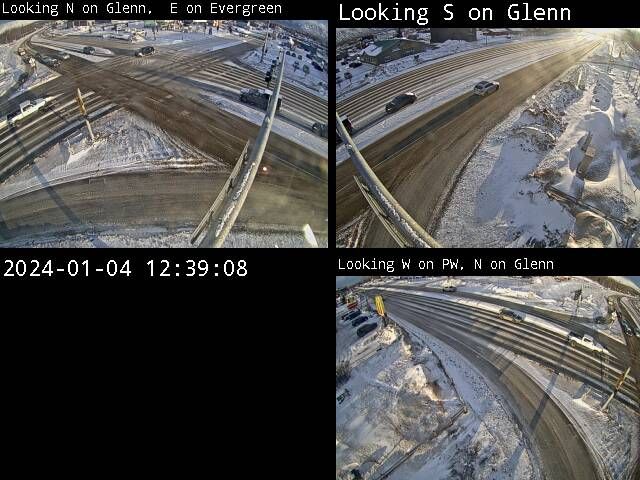 Looking N on Glenn,  E on Evergreen
Looking S on Glenn
2024-01-04 12:39:08
Looking W on PW, N on Glenn